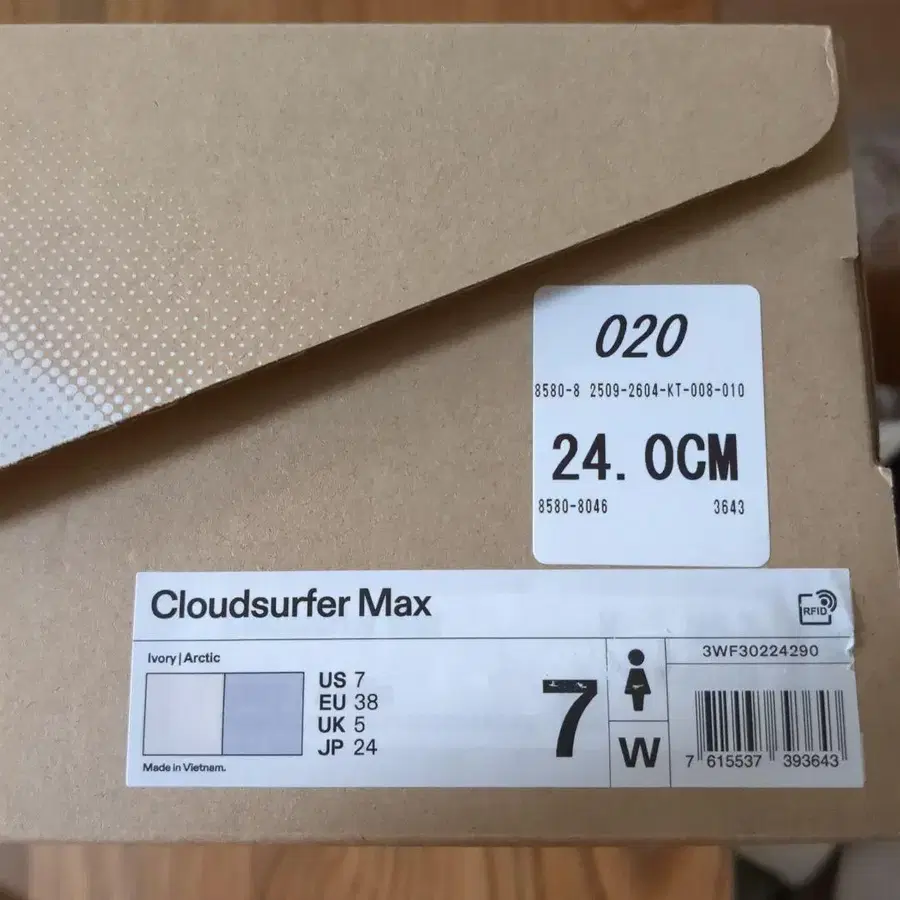 020
8580-8 2509-2604-KT-008-010
24.0CM
8580-8046 3643
Cloudsurfer Max
RFID
Ivory | Arctic
3WF30224290
US 7
EU 38
UK 5
JP 24
7
W
7 615537 393643
Made in Vietnam.